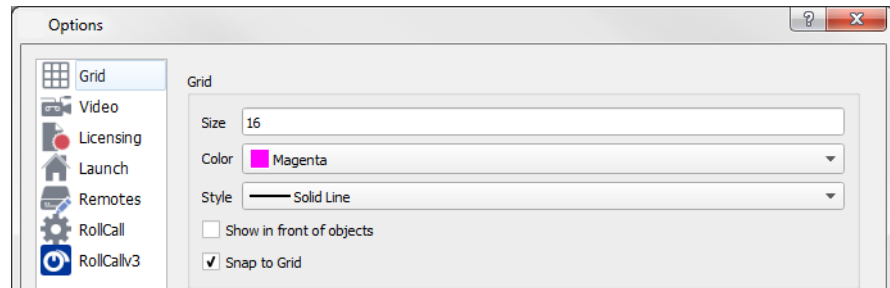 Options
Grid
Video
Licensing
Launch
Remotes
RollCall
RollCallv3
Grid
Size 16
Color Magenta
Style Solid Line
Show in front of objects
Snap to Grid